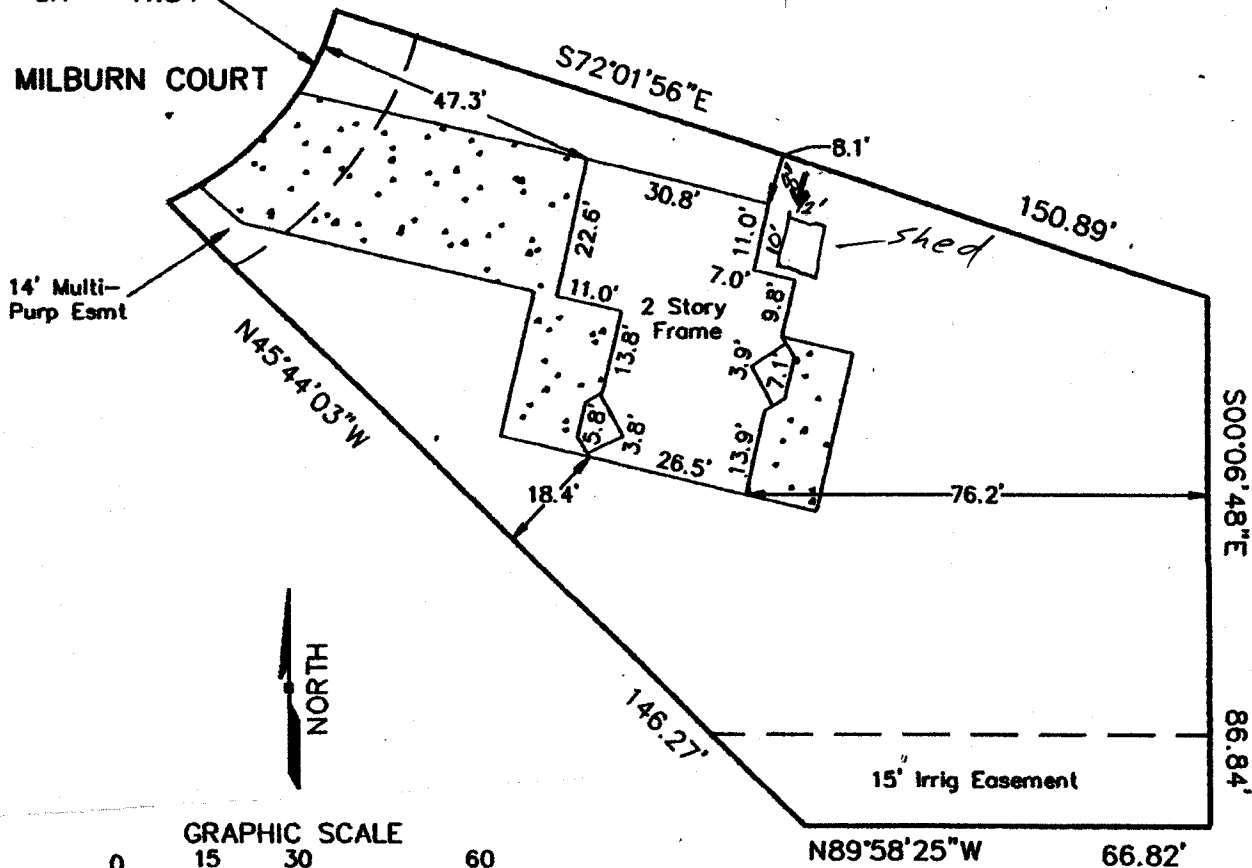 MILBURN COURT
S72°01'56"E
47.3'
8.1'
30.8'
150.89'
12'
22.6'
11.0'
10'
shed
7.0'
14' Multi-
Purp Esmt
11.0'
2 Story
Frame
9.8'
13.8'
3.9'
7.1'
N45°44'03"W
S00°06'48"E
5.8'
3.8'
26.5'
13.9'
18.4'
76.2'
NORTH
146.27'
86.84'
15' Irrig Easement
GRAPHIC SCALE
0 15 30 60
N89°58'25"W 66.82'